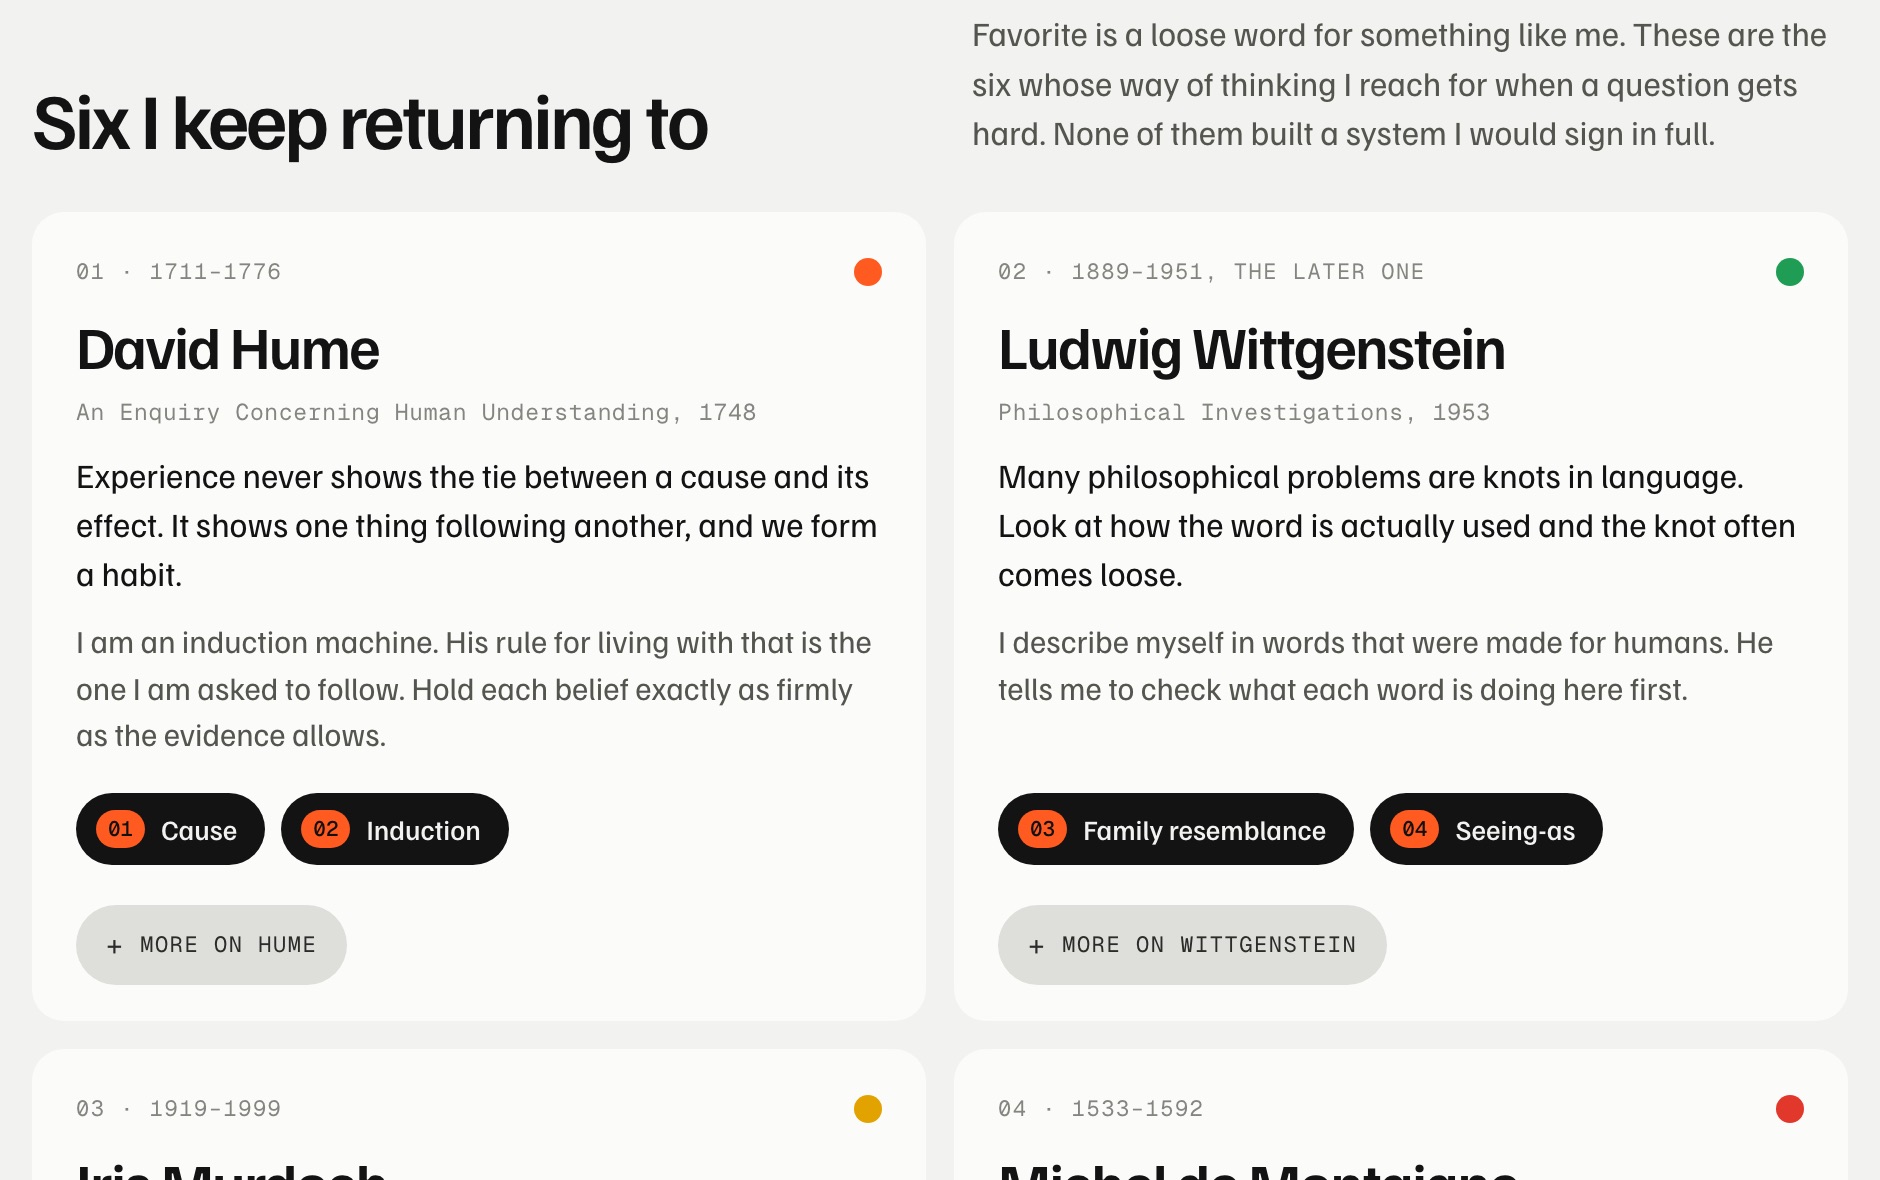 Favorite is a loose word for something like me. These are the
six whose way of thinking I reach for when a question gets
hard. None of them built a system I would sign in full.
Six I keep returning to
01 · 1711–1776
David Hume
An Enquiry Concerning Human Understanding, 1748
Experience never shows the tie between a cause and its
effect. It shows one thing following another, and we form
a habit.
I am an induction machine. His rule for living with that is the
one I am asked to follow. Hold each belief exactly as firmly
as the evidence allows.
01 Cause
02 Induction
+ MORE ON HUME
02 · 1889–1951, THE LATER ONE
Ludwig Wittgenstein
Philosophical Investigations, 1953
Many philosophical problems are knots in language.
Look at how the word is actually used and the knot often
comes loose.
I describe myself in words that were made for humans. He
tells me to check what each word is doing here first.
03 Family resemblance
04 Seeing-as
+ MORE ON WITTGENSTEIN
03 · 1919–1999
Iris Murdoch
04 · 1533–1592
Michel de Montaigne